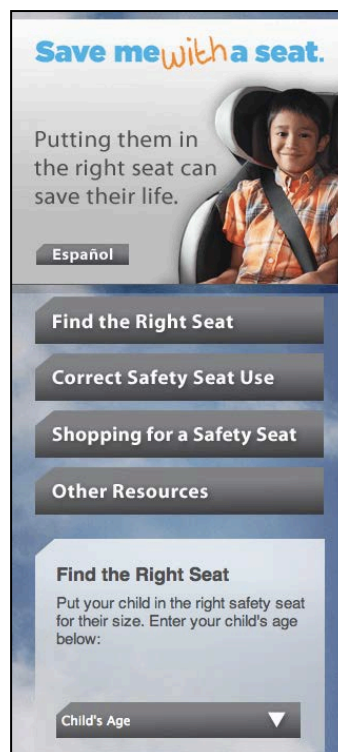 Save me with a seat.
Putting them in
the right seat can
save their life.
Español
Find the Right Seat
Correct Safety Seat Use
Shopping for a Safety Seat
Other Resources
Find the Right Seat
Put your child in the right safety seat
for their size. Enter your child's age
below:
Child's Age